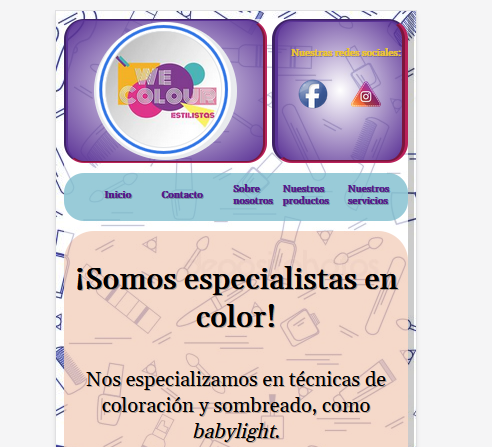 WE
COLOUR
ESTILISTAS
Nuestras redes sociales:
Inicio
Contacto
Sobre
nosotros
Nuestros
productos
Nuestros
servicios
¡Somos especialistas en
color!
Nos especializamos en técnicas de
coloración y sombreado, como
babylight.